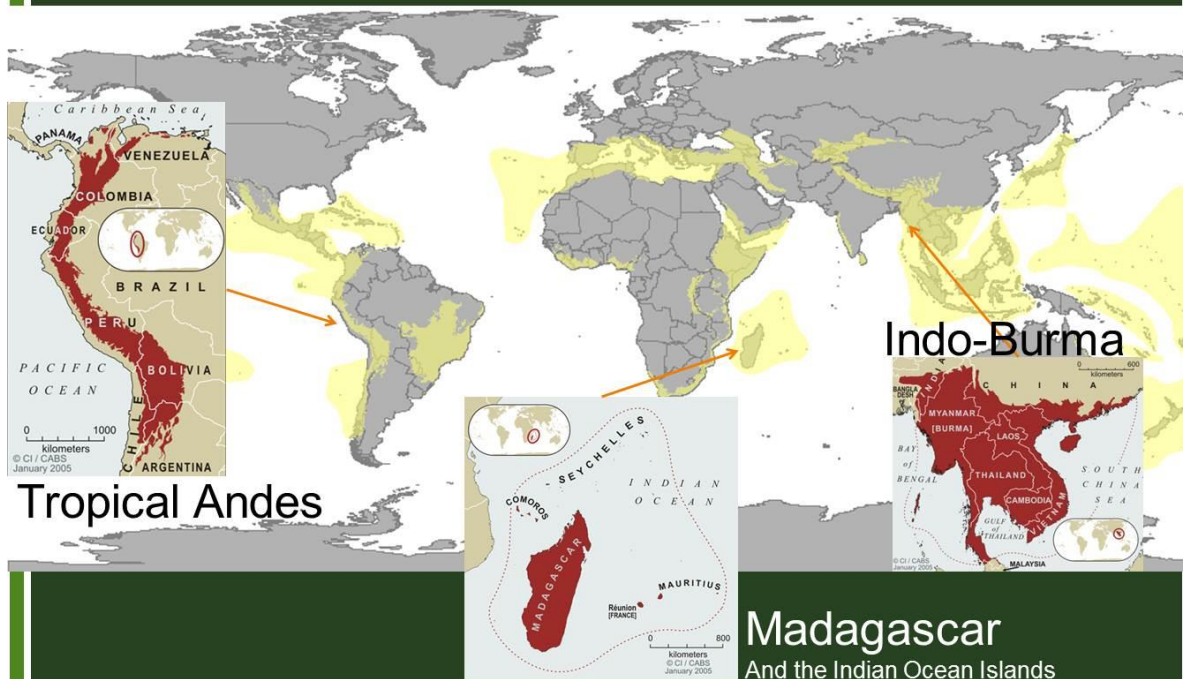 Caribbean Sea
PANAMA
VENEZUELA
COLOMBIA
ECUADOR
BRAZIL
PERU
PACIFIC
OCEAN
BOLIVIA
CHILE
0 1000
kilometers
© CI / CABS
January 2005
ARGENTINA
Tropical Andes
SEYCHELLES
INDIAN
OCEAN
COMOROS
MADAGASCAR
MAURITIUS
Réunion
[FRANCE]
0 800
kilometers
© CI / CABS
January 2005
Indo-Burma
0 600
kilometers
INDIA
CHINA
BANGLA
DESH
MYANMAR
[BURMA]
LAOS
BAY
of
BENGAL
THAILAND
SOUTH
CHINA
SEA
CAMBODIA
VIETNAM
GULF
of
THAILAND
© CI / CABS
January 2005
MALAYSIA
Madagascar
And the Indian Ocean Islands